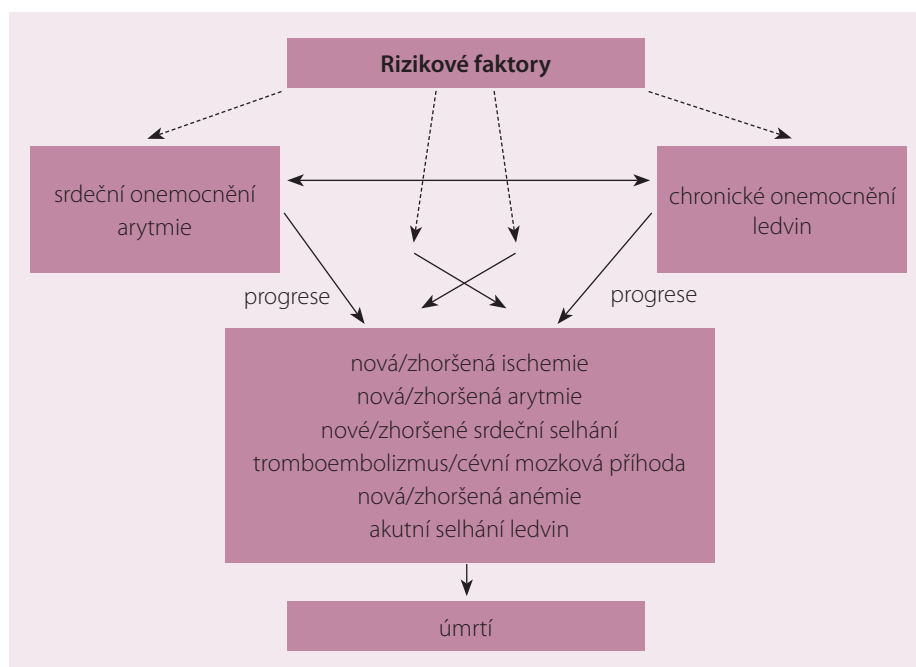 Rizikové faktory
srdeční onemocnění
arytmie
chronické onemocnění
ledvin
progrese
progrese
nová/zhoršená ischemie
nová/zhoršená arytmie
nové/zhoršené srdeční selhání
tromboembolizmus/cévní mozková příhoda
nová/zhoršená anémie
akutní selhání ledvin
úmrtí